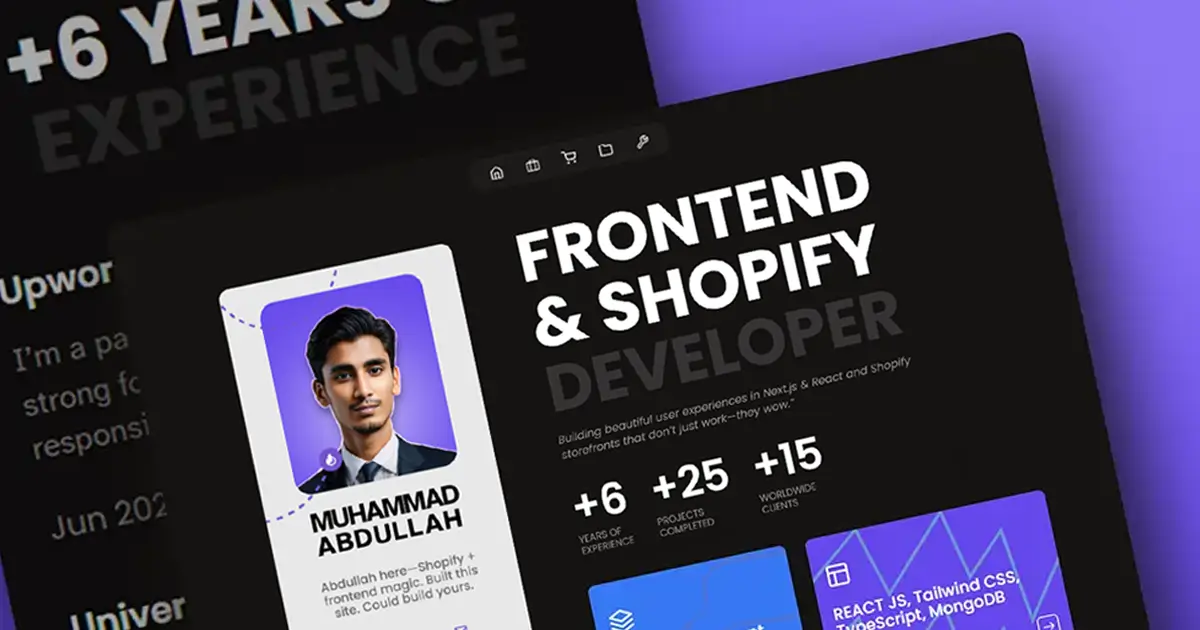 +6 YEARS
EXPERIENCE
Upwor
I'm a pa
strong fo
responsi
Jun 202
Univer
FRONTEND
& SHOPIFY
DEVELOPER
Building beautiful user experiences in Next.js & React and Shopify
storefronts that don't just work—they wow."
+6
YEARS OF
EXPERIENCE
+25
PROJECTS
COMPLETED
+15
WORLDWIDE
CLIENTS
MUHAMMAD
ABDULLAH
Abdullah here—Shopify +
frontend magic. Built this
site. Could build yours.
REACT JS, Tailwind CSS,
TypeScript, MongoDB